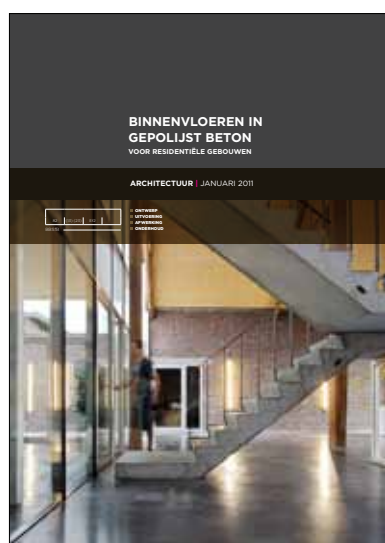 BINNENVLOEREN IN
GEPOLIJST BETON
VOOR RESIDENTIËLE GEBOUWEN
ARCHITECTUUR | JANUARI 2011
ONTWERP
UITVOERING
AFWERKING
ONDERHOUD